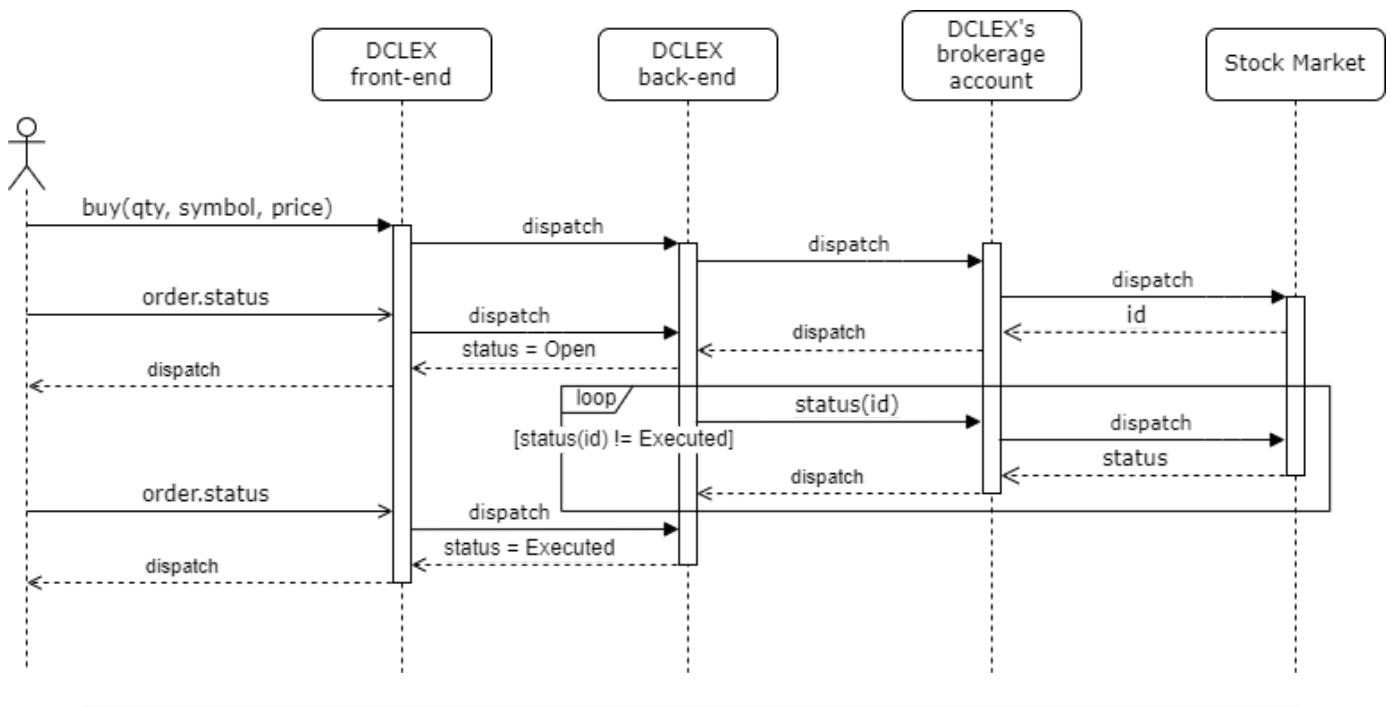 DCLEX
front-end
DCLEX
back-end
DCLEX's
brokerage
account
Stock Market
buy(qty, symbol, price)
dispatch
dispatch
dispatch
order.status
id
dispatch
dispatch
status = Open
dispatch
loop
status(id)
[status(id) != Executed]
dispatch
status
dispatch
order.status
dispatch
status = Executed
dispatch